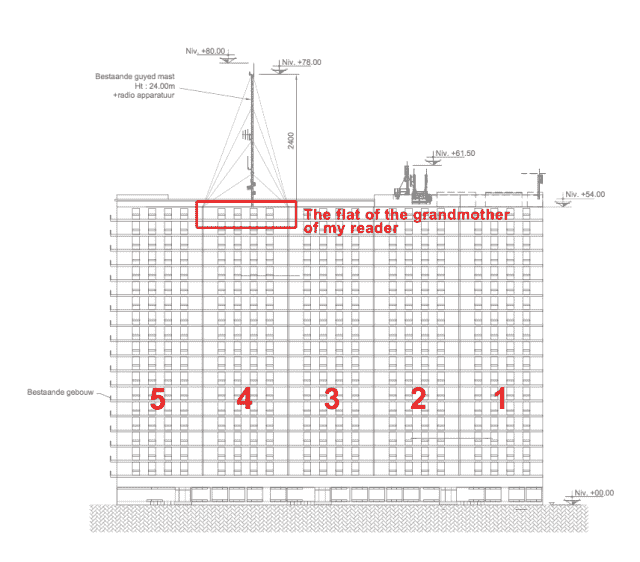 Niv. +80.00
Niv. +78.00
Bestaande guyed mast
Ht : 24.00m
+radio apparatuur
2400
Niv. +61.50
Niv. +54.00
The flat of the grandmother
of my reader
Bestaande gebouw
5 4 3 2 1
Niv. +00.00